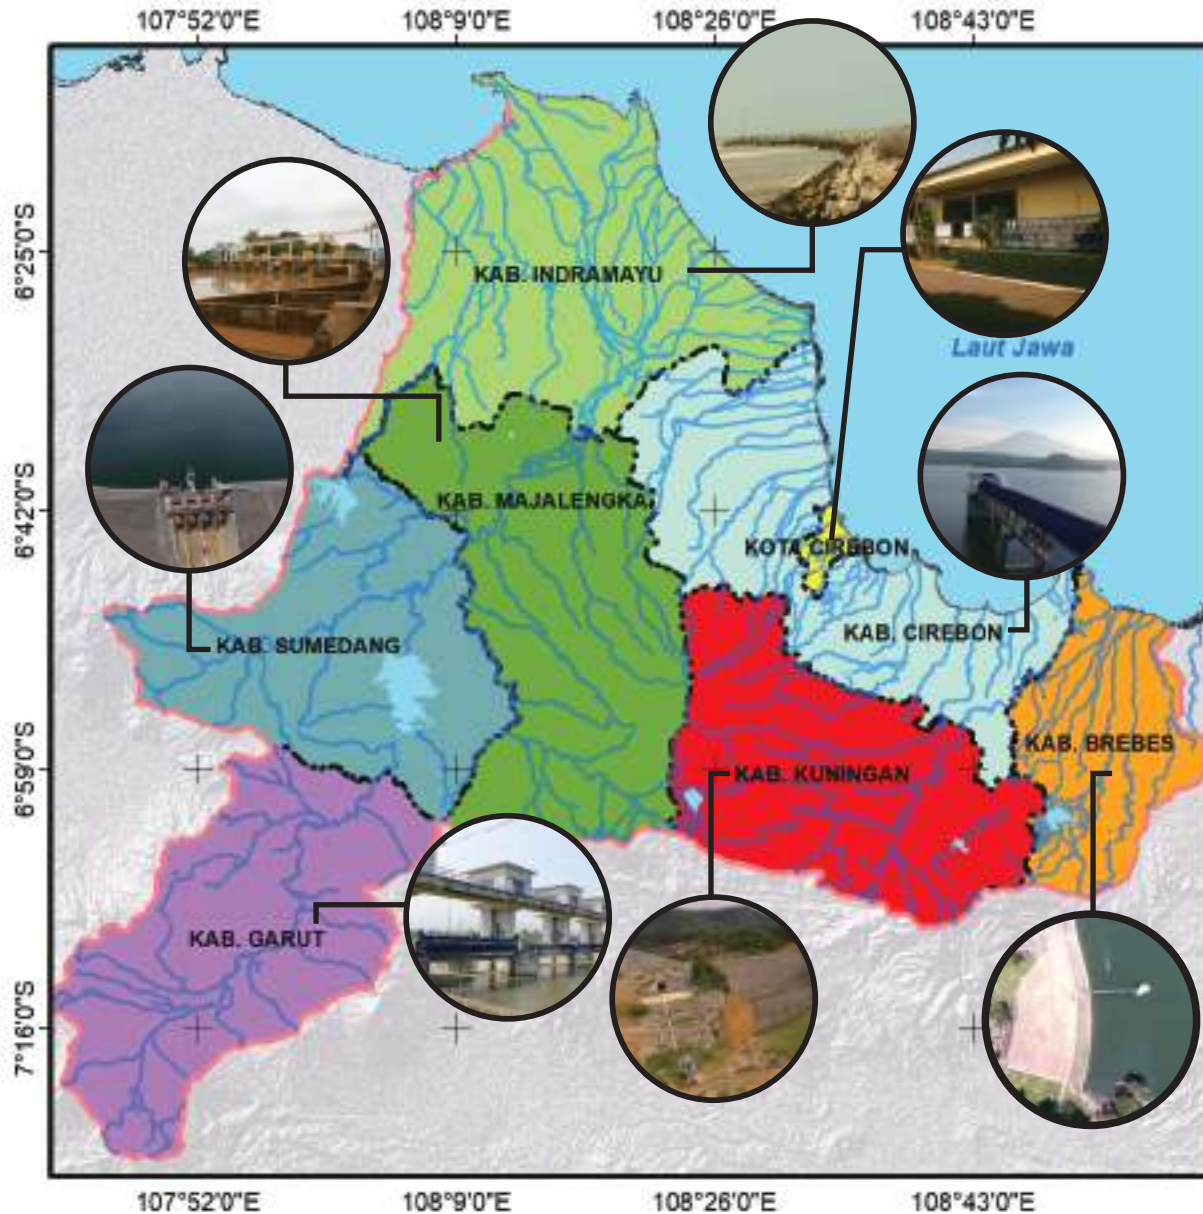 107°52'0"E
108°9'0"E
108°26'0"E
108°43'0"E
6°25'0"S
KAB. INDRAMAYU
Laut Jawa
6°42'0"S
KAB. MAJALENGKA
KOTA CIREBON
KAB. CIREBON
KAB. SUMEDANG
KAB. BREBES
6°59'0"S
KAB. KUNINGAN
KAB. GARUT
7°16'0"S
107°52'0"E
108°9'0"E
108°26'0"E
108°43'0"E